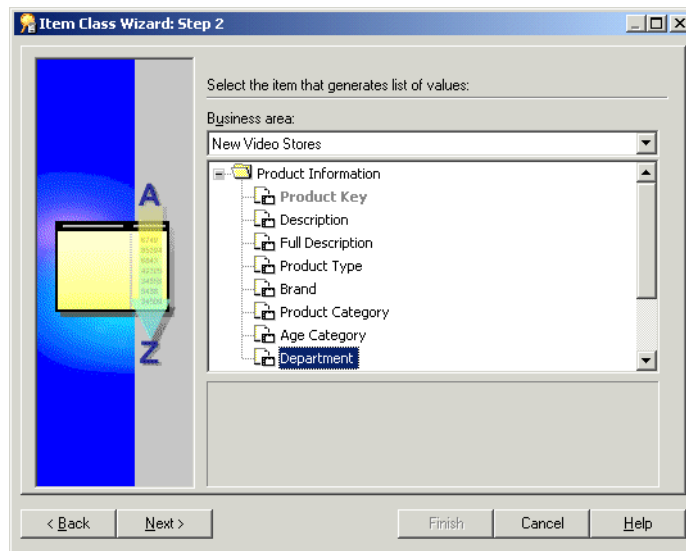 Item Class Wizard: Step 2
Select the item that generates list of values:
Business area:
New Video Stores
Product Information
Product Key
Description
Full Description
Product Type
Brand
Product Category
Age Category
Department
A
Z
< Back
Next >
Finish
Cancel
Help